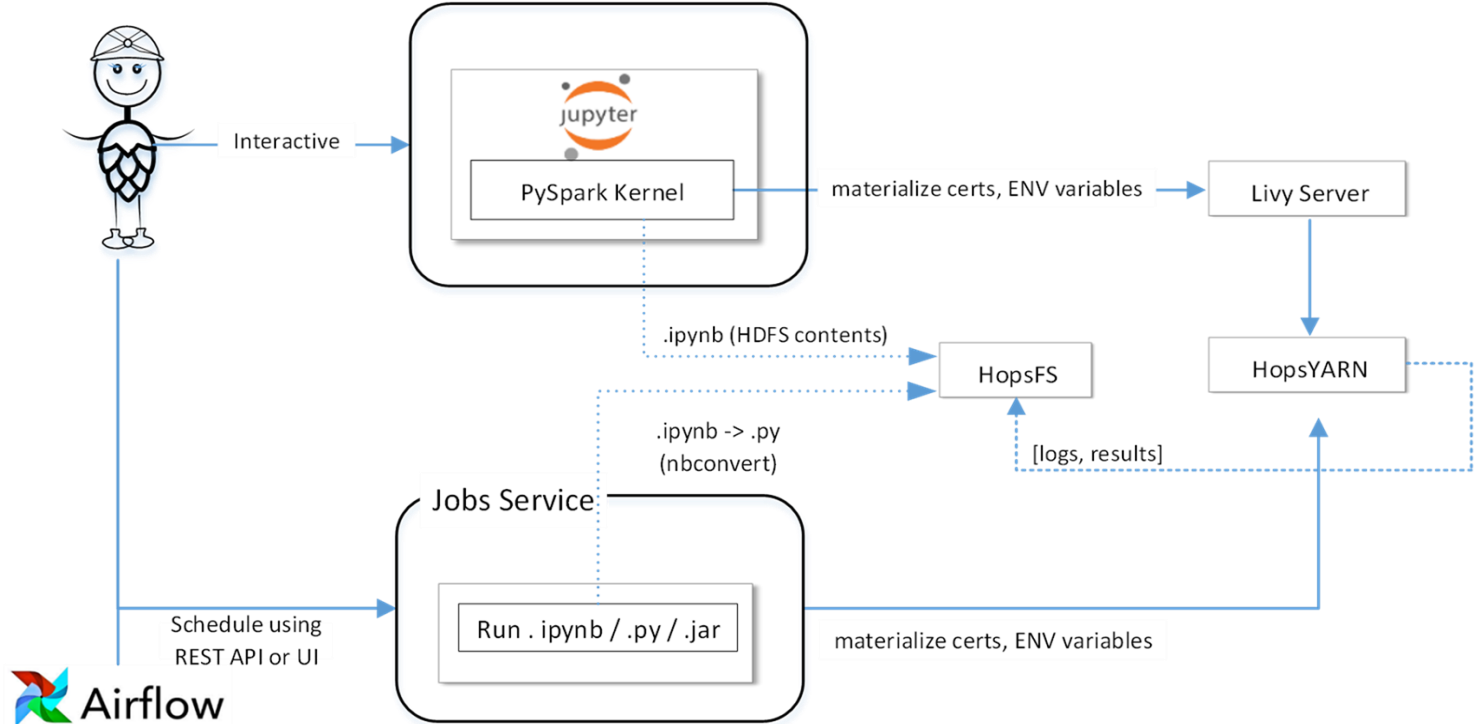 Interactive
jupyter
PySpark Kernel
materialize certs, ENV variables
Livy Server
.ipynb (HDFS contents)
HopsFS
HopsYARN
.ipynb -> .py
(nbconvert)
[logs, results]
Jobs Service
Run . ipynb / .py / .jar
Schedule using
REST API or UI
materialize certs, ENV variables
Airflow